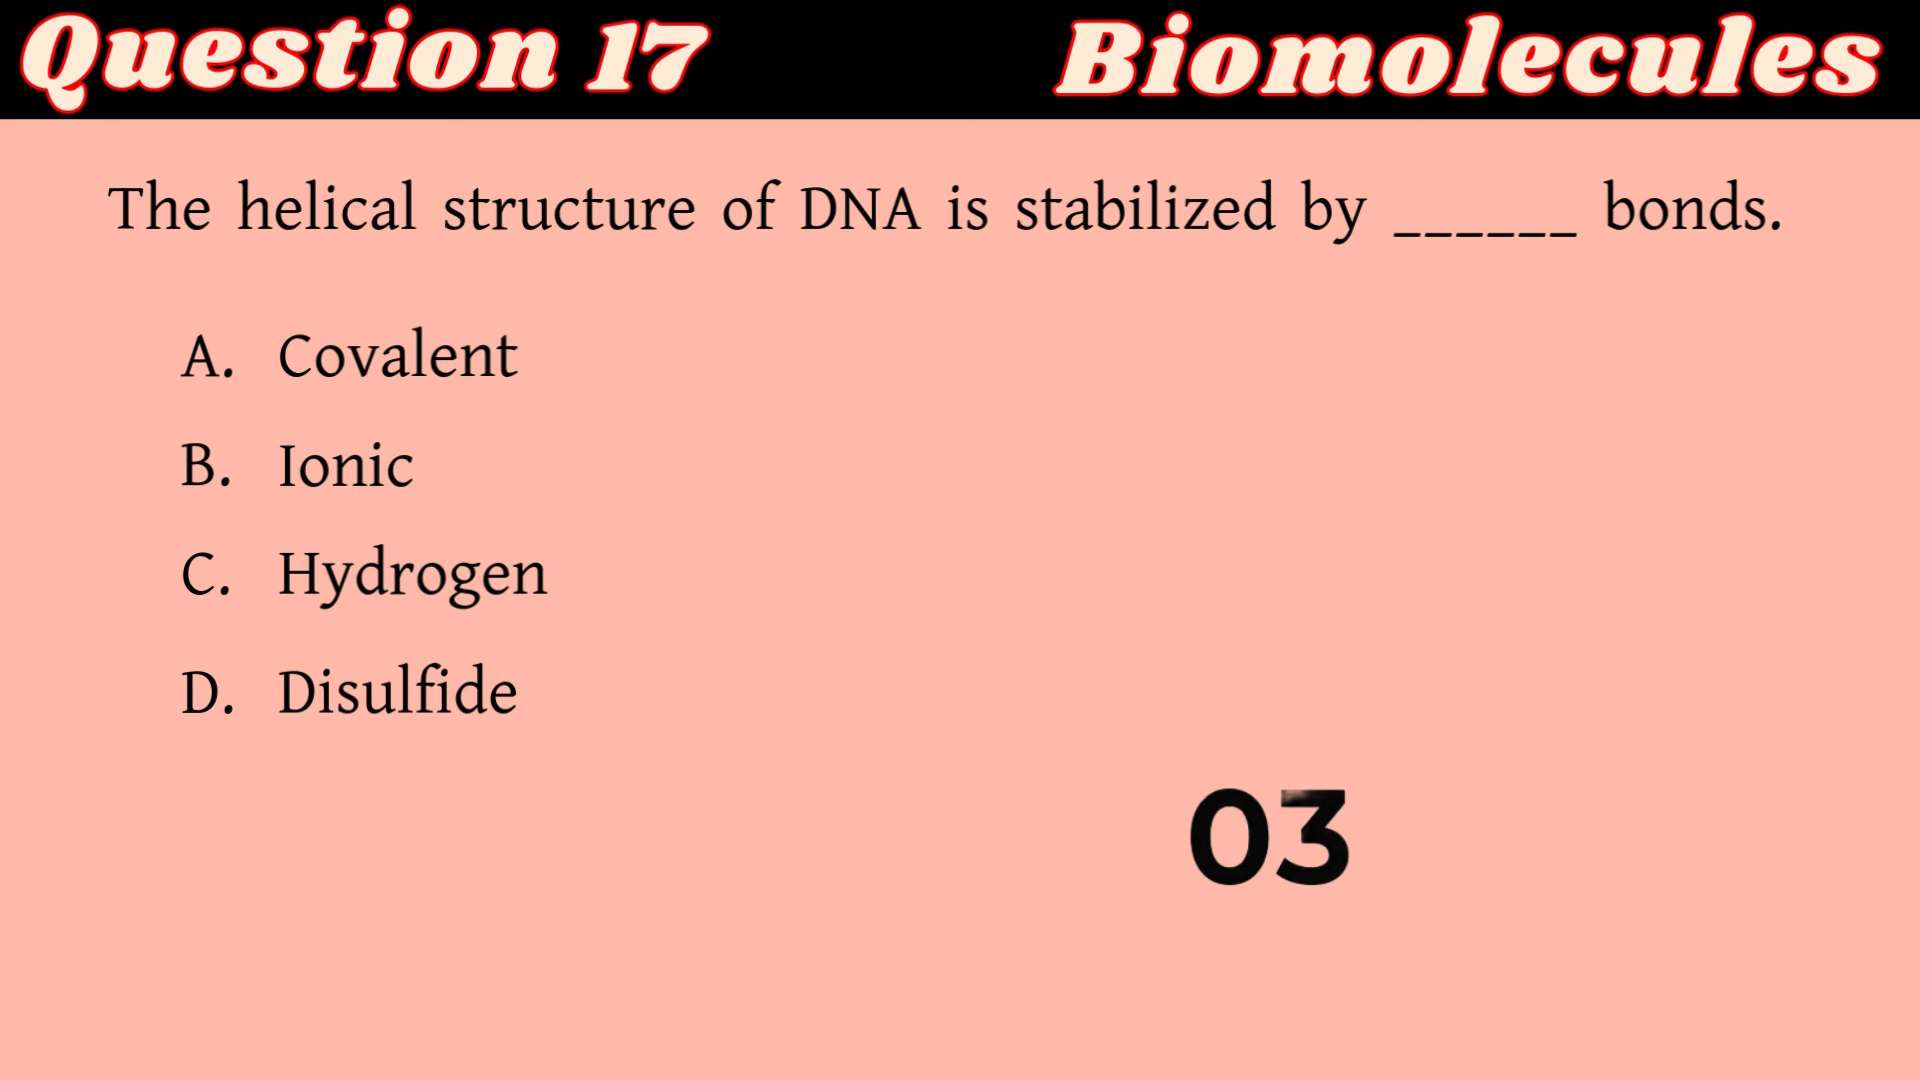 Question 17 Biomolecules
The helical structure of DNA is stabilized by ______ bonds.
A. Covalent
B. Ionic
C. Hydrogen
D. Disulfide
03